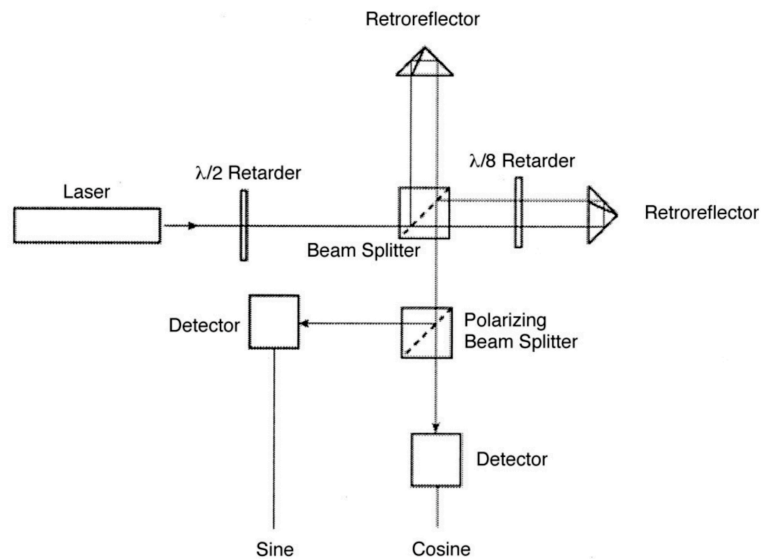 Retroreflector
λ/2 Retarder
λ/8 Retarder
Laser
Retroreflector
Beam Splitter
Detector
Polarizing
Beam Splitter
Detector
Sine
Cosine